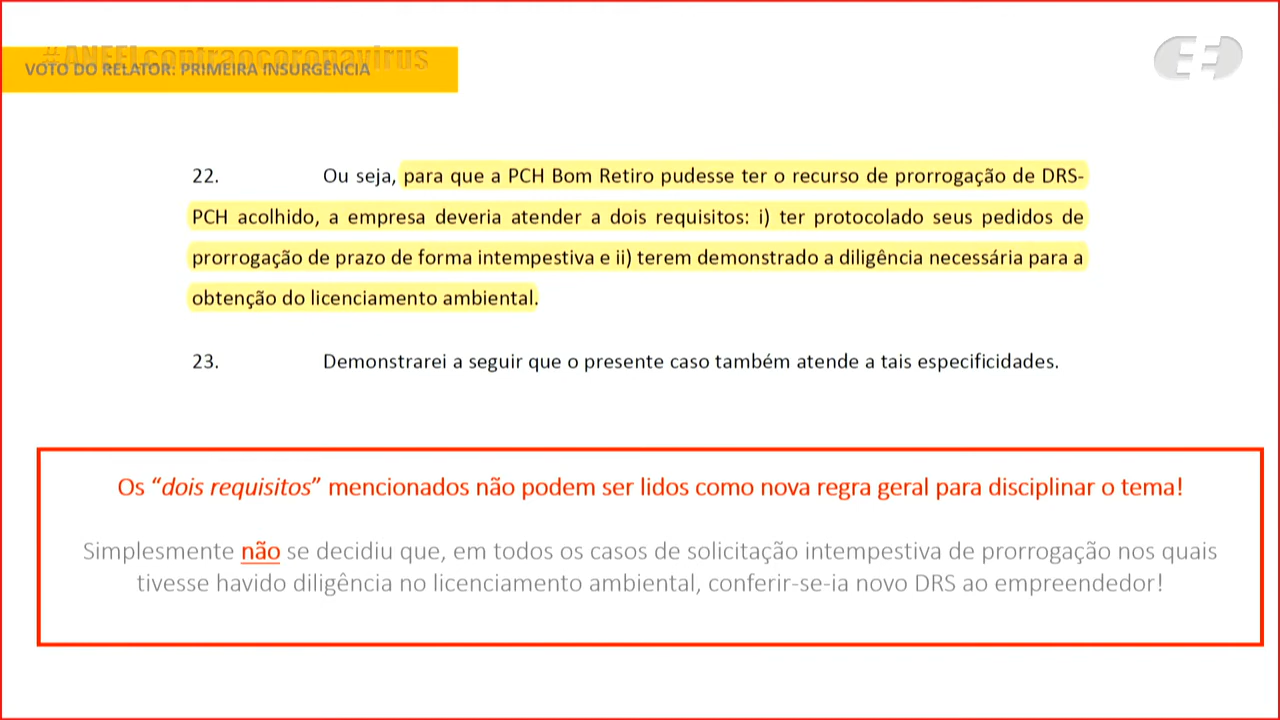 #ANEELcontraocoronavirus
VOTO DO RELATOR: PRIMEIRA INSURGÊNCIA
22. Ou seja, para que a PCH Bom Retiro pudesse ter o recurso de prorrogação de DRS-
PCH acolhido, a empresa deveria atender a dois requisitos: i) ter protocolado seus pedidos de
prorrogação de prazo de forma intempestiva e ii) terem demonstrado a diligência necessária para a
obtenção do licenciamento ambiental.
23. Demonstrarei a seguir que o presente caso também atende a tais especificidades.
Os “dois requisitos” mencionados não podem ser lidos como nova regra geral para disciplinar o tema!
Simplesmente não se decidiu que, em todos os casos de solicitação intempestiva de prorrogação nos quais
tivesse havido diligência no licenciamento ambiental, conferir-se-ia novo DRS ao empreendedor!